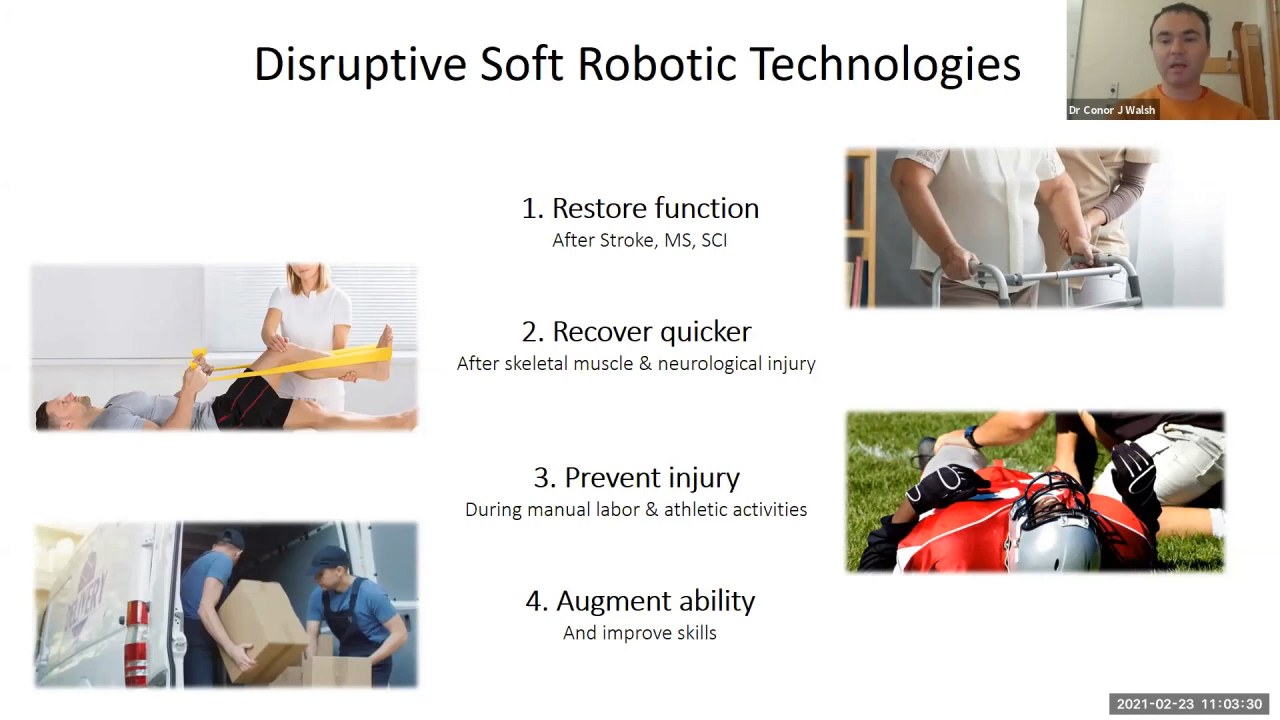 Disruptive Soft Robotic Technologies
Dr Conor J Walsh
1. Restore function
After Stroke, MS, SCI
2. Recover quicker
After skeletal muscle & neurological injury
3. Prevent injury
During manual labor & athletic activities
DELIVERY
4. Augment ability
And improve skills
2021-02-23 11:03:30